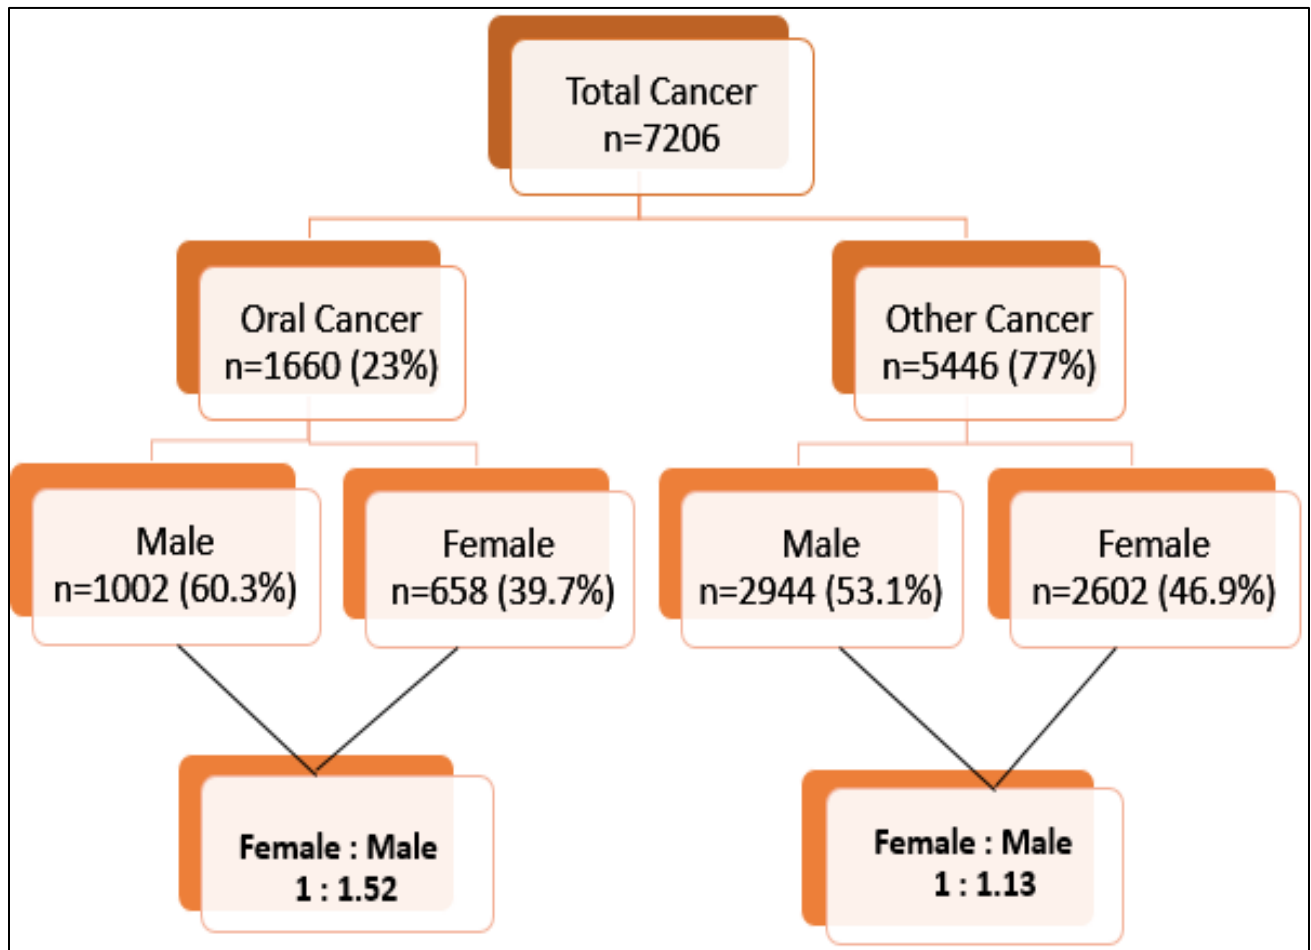 Total Cancer
n=7206
Oral Cancer
n=1660 (23%)
Other Cancer
n=5446 (77%)
Male
n=1002 (60.3%)
Female
n=658 (39.7%)
Male
n=2944 (53.1%)
Female
n=2602 (46.9%)
Female : Male
1 : 1.52
Female : Male
1 : 1.13